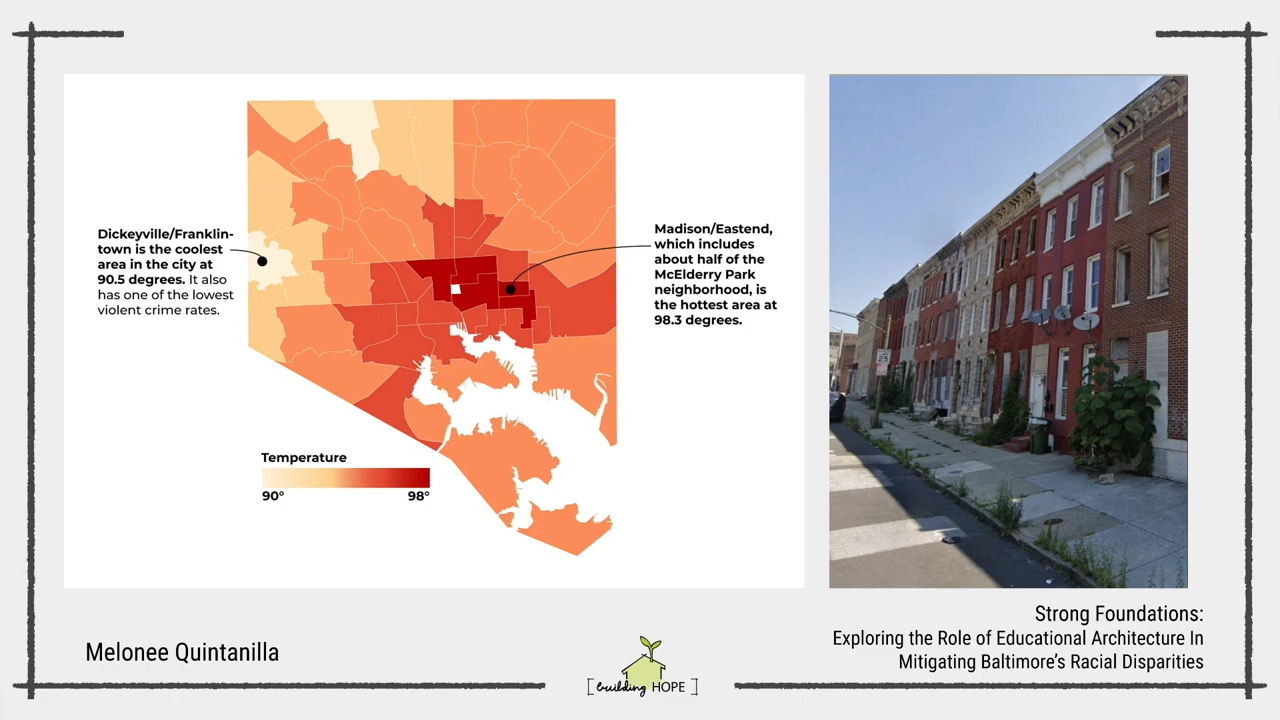 Dickeyville/Franklin-
town is the coolest
area in the city at
90.5 degrees. It also
has one of the lowest
violent crime rates.
Madison/Eastend,
which includes
about half of the
McElderry Park
neighborhood, is
the hottest area at
98.3 degrees.
Temperature
90° 98°
25
Melonee Quintanilla
[building HOPE]
Strong Foundations:
Exploring the Role of Educational Architecture In
Mitigating Baltimore’s Racial Disparities